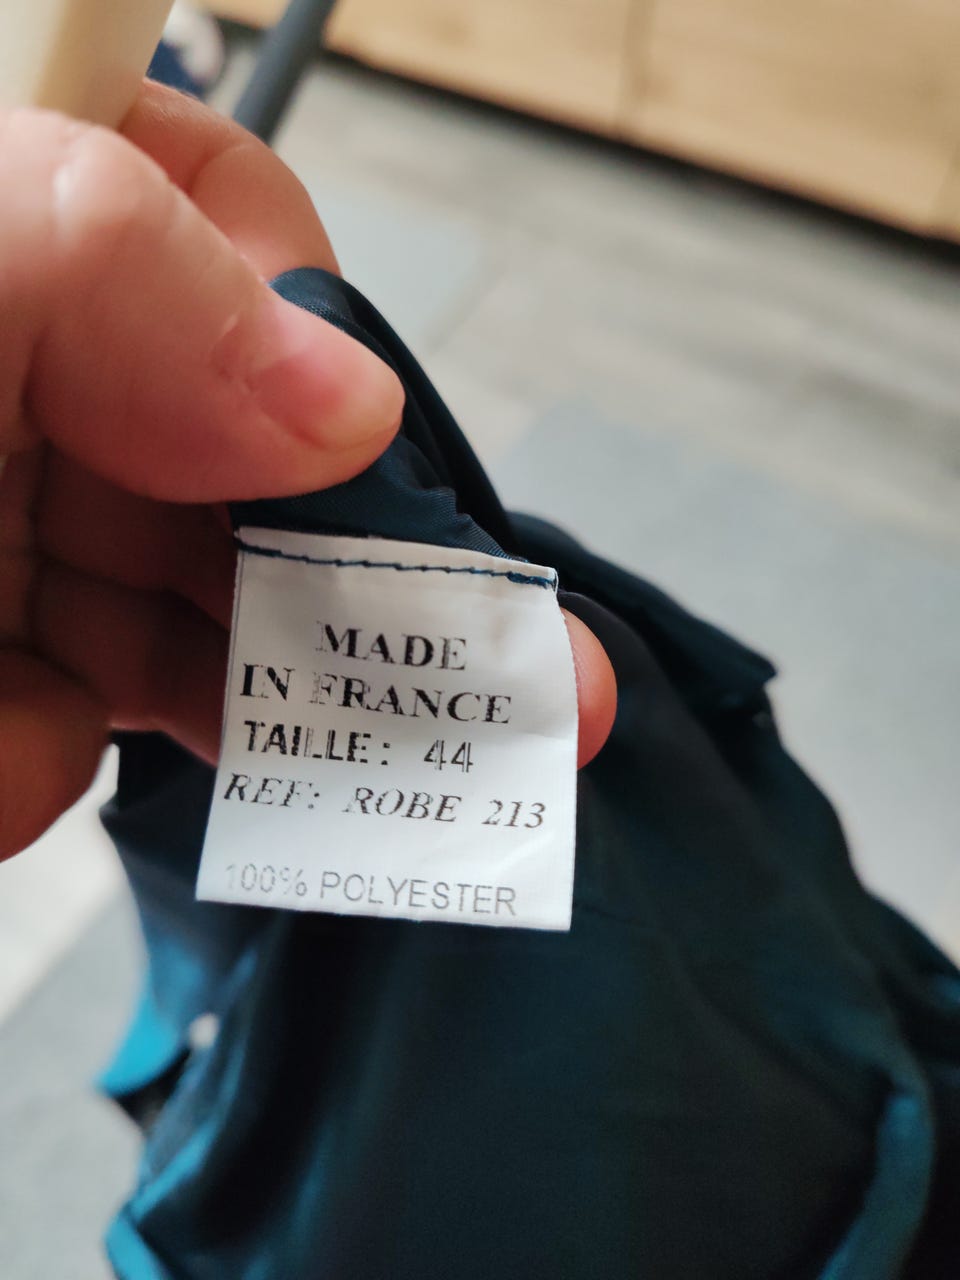 MADE
IN FRANCE
TAILLE: 44
REF: ROBE 213
100% POLYESTER